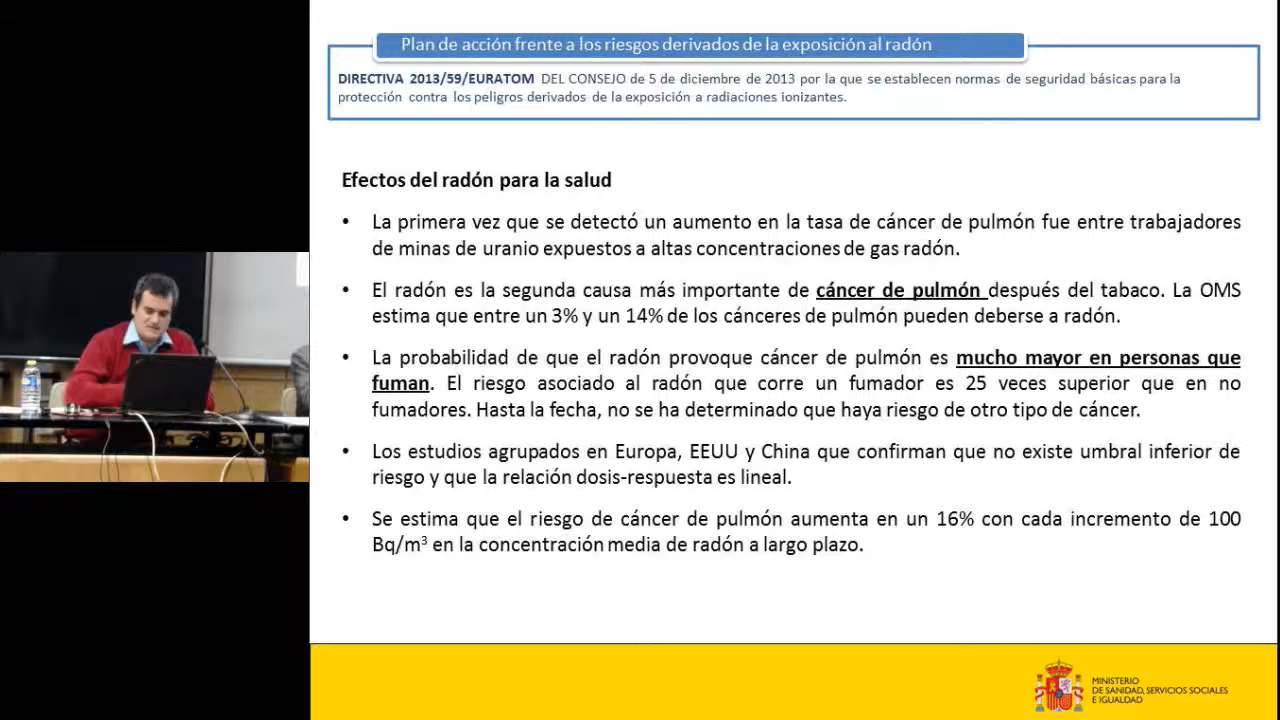 Plan de acción frente a los riesgos derivados de la exposición al radón
DIRECTIVA 2013/59/EURATOM DEL CONSEJO de 5 de diciembre de 2013 por la que se establecen normas de seguridad básicas para la
protección contra los peligros derivados de la exposición a radiaciones ionizantes.
Efectos del radón para la salud
• La primera vez que se detectó un aumento en la tasa de cáncer de pulmón fue entre trabajadores
de minas de uranio expuestos a altas concentraciones de gas radón.
• El radón es la segunda causa más importante de cáncer de pulmón después del tabaco. La OMS
estima que entre un 3% y un 14% de los cánceres de pulmón pueden deberse a radón.
• La probabilidad de que el radón provoque cáncer de pulmón es mucho mayor en personas que
fuman. El riesgo asociado al radón que corre un fumador es 25 veces superior que en no
fumadores. Hasta la fecha, no se ha determinado que haya riesgo de otro tipo de cáncer.
• Los estudios agrupados en Europa, EEUU y China que confirman que no existe umbral inferior de
riesgo y que la relación dosis-respuesta es lineal.
• Se estima que el riesgo de cáncer de pulmón aumenta en un 16% con cada incremento de 100
Bq/m³ en la concentración media de radón a largo plazo.
MINISTERIO
DE SANIDAD, SERVICIOS SOCIALES
E IGUALDAD